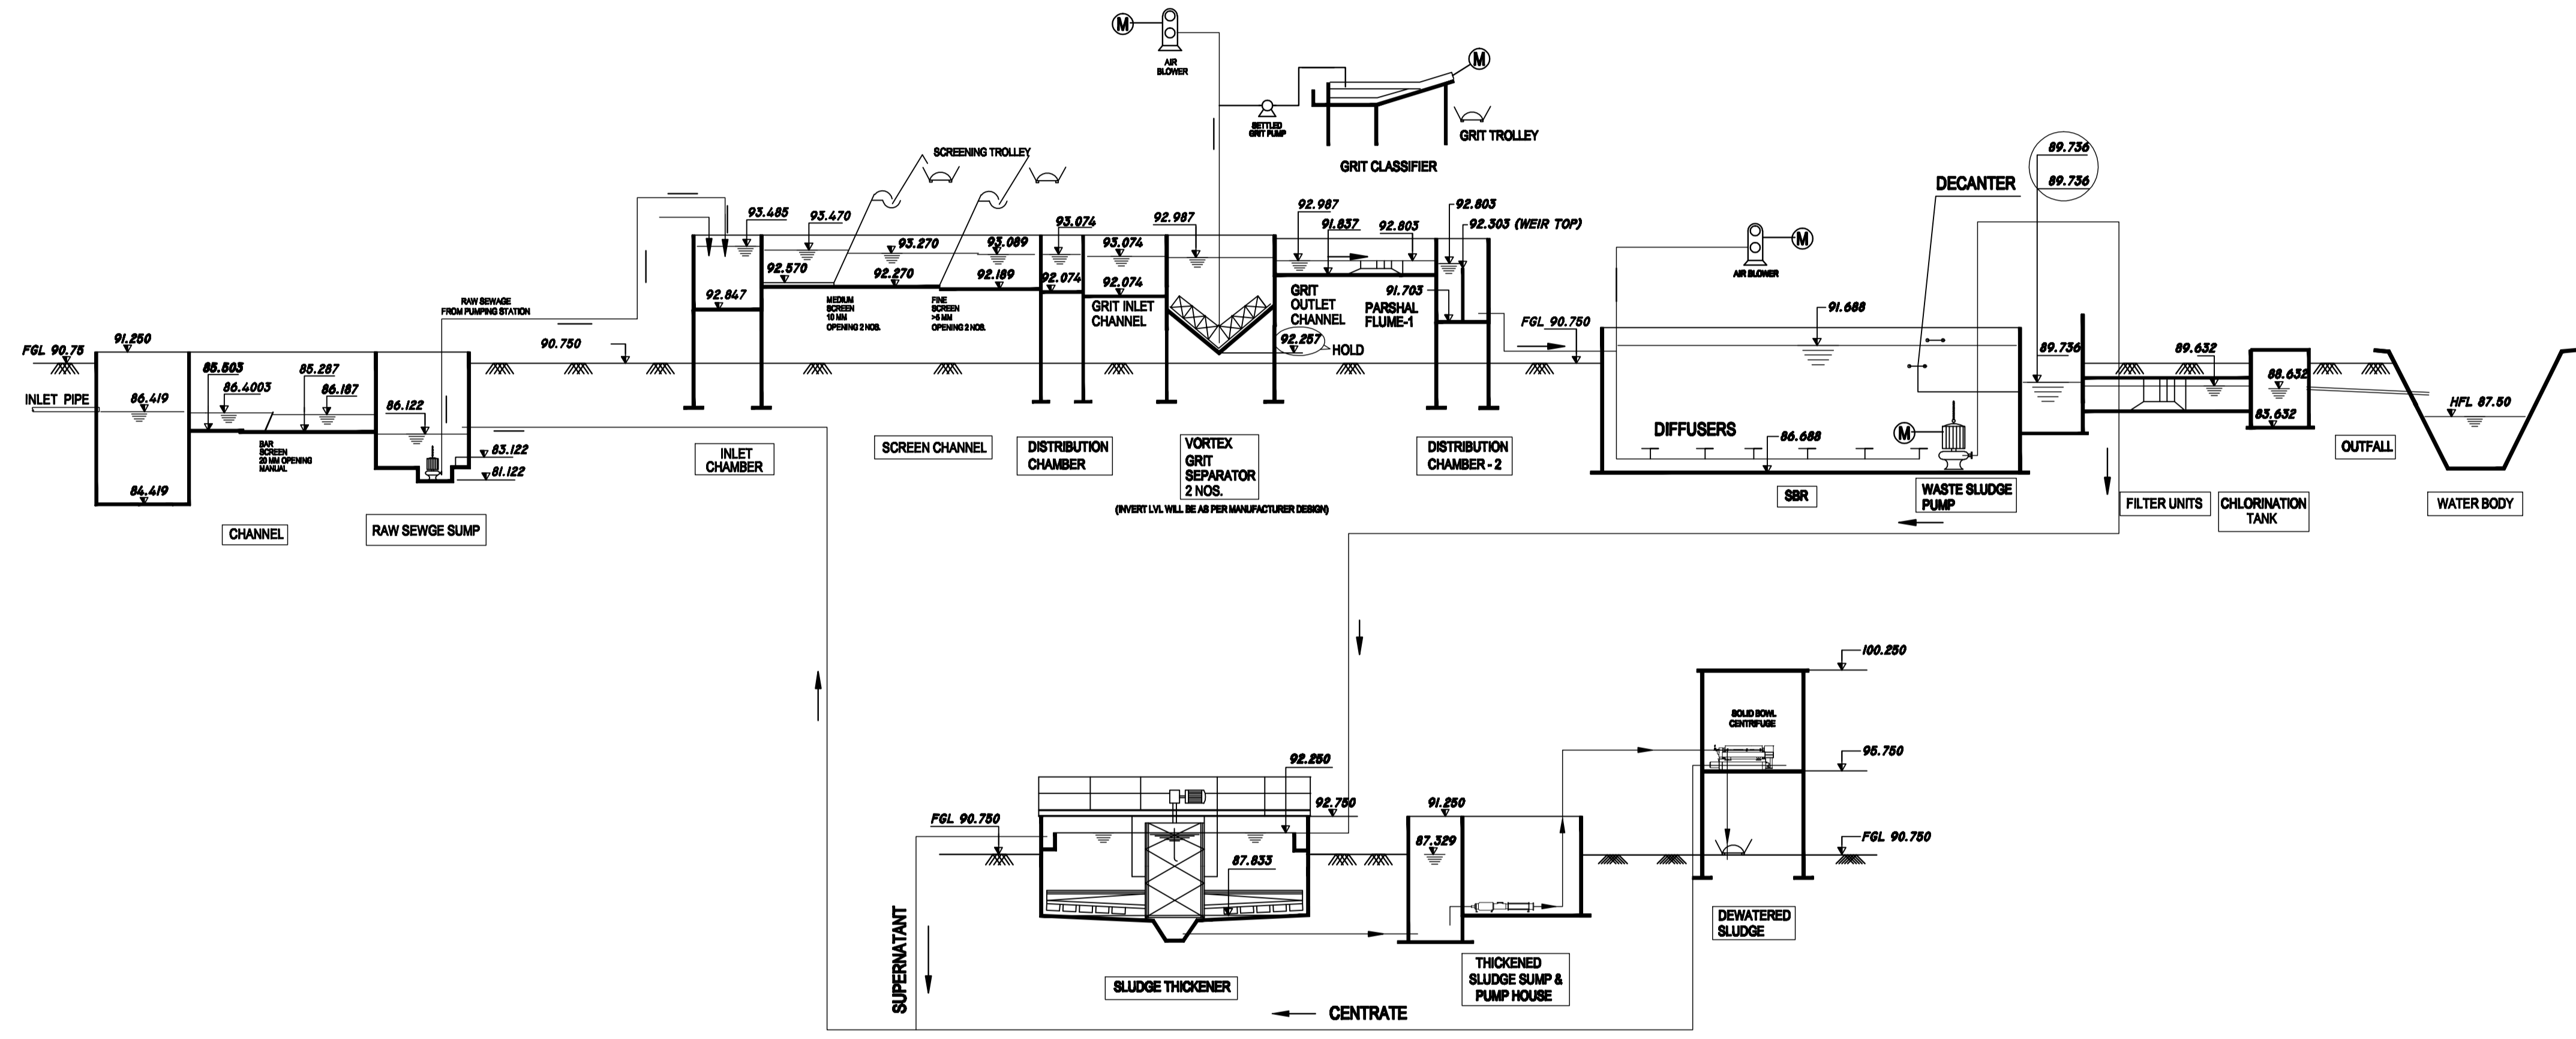 M
AIR
BLOWER
M
SETTLED
GRIT PUMP
GRIT TROLLEY
GRIT CLASSIFIER
SCREENING TROLLEY
89.736
89.736
DECANTER
93.485
93.470
93.270
93.089
93.074
93.074
92.987
92.987
91.837
92.803
92.803
92.303 (WEIR TOP)
M
AIR BLOWER
92.570
92.270
92.189
92.074
92.074
92.847
RAW SEWAGE
FROM PUMPING STATION
MEDIUM
SCREEN
10 MM
OPENING 2 NOS.
FINE
SCREEN
>5 MM
OPENING 2 NOS.
GRIT INLET
CHANNEL
GRIT
OUTLET
CHANNEL
PARSHAL
FLUME-1
91.703
92.257
HOLD
FGL 90.750
91.688
FGL 90.75
91.250
90.750
89.736
89.632
88.632
83.632
HFL 87.50
INLET PIPE
86.419
85.503
86.4003
85.287
86.187
86.122
83.122
81.122
84.419
BAR
SCREEN
20 MM OPENING
MANUAL
DIFFUSERS
86.688
M
CHANNEL
RAW SEWGE SUMP
INLET
CHAMBER
SCREEN CHANNEL
DISTRIBUTION
CHAMBER
VORTEX
GRIT
SEPARATOR
2 NOS.
(INVERT LVL WILL BE AS PER MANUFACTURER DESIGN)
DISTRIBUTION
CHAMBER - 2
SBR
WASTE SLUDGE
PUMP
FILTER UNITS
CHLORINATION
TANK
OUTFALL
WATER BODY
100.250
SOLID BOWL
CENTRIFUGE
95.750
FGL 90.750
92.250
92.750
FGL 90.750
87.833
91.250
87.329
SUPERNATANT
SLUDGE THICKENER
THICKENED
SLUDGE SUMP &
PUMP HOUSE
DEWATERED
SLUDGE
CENTRATE